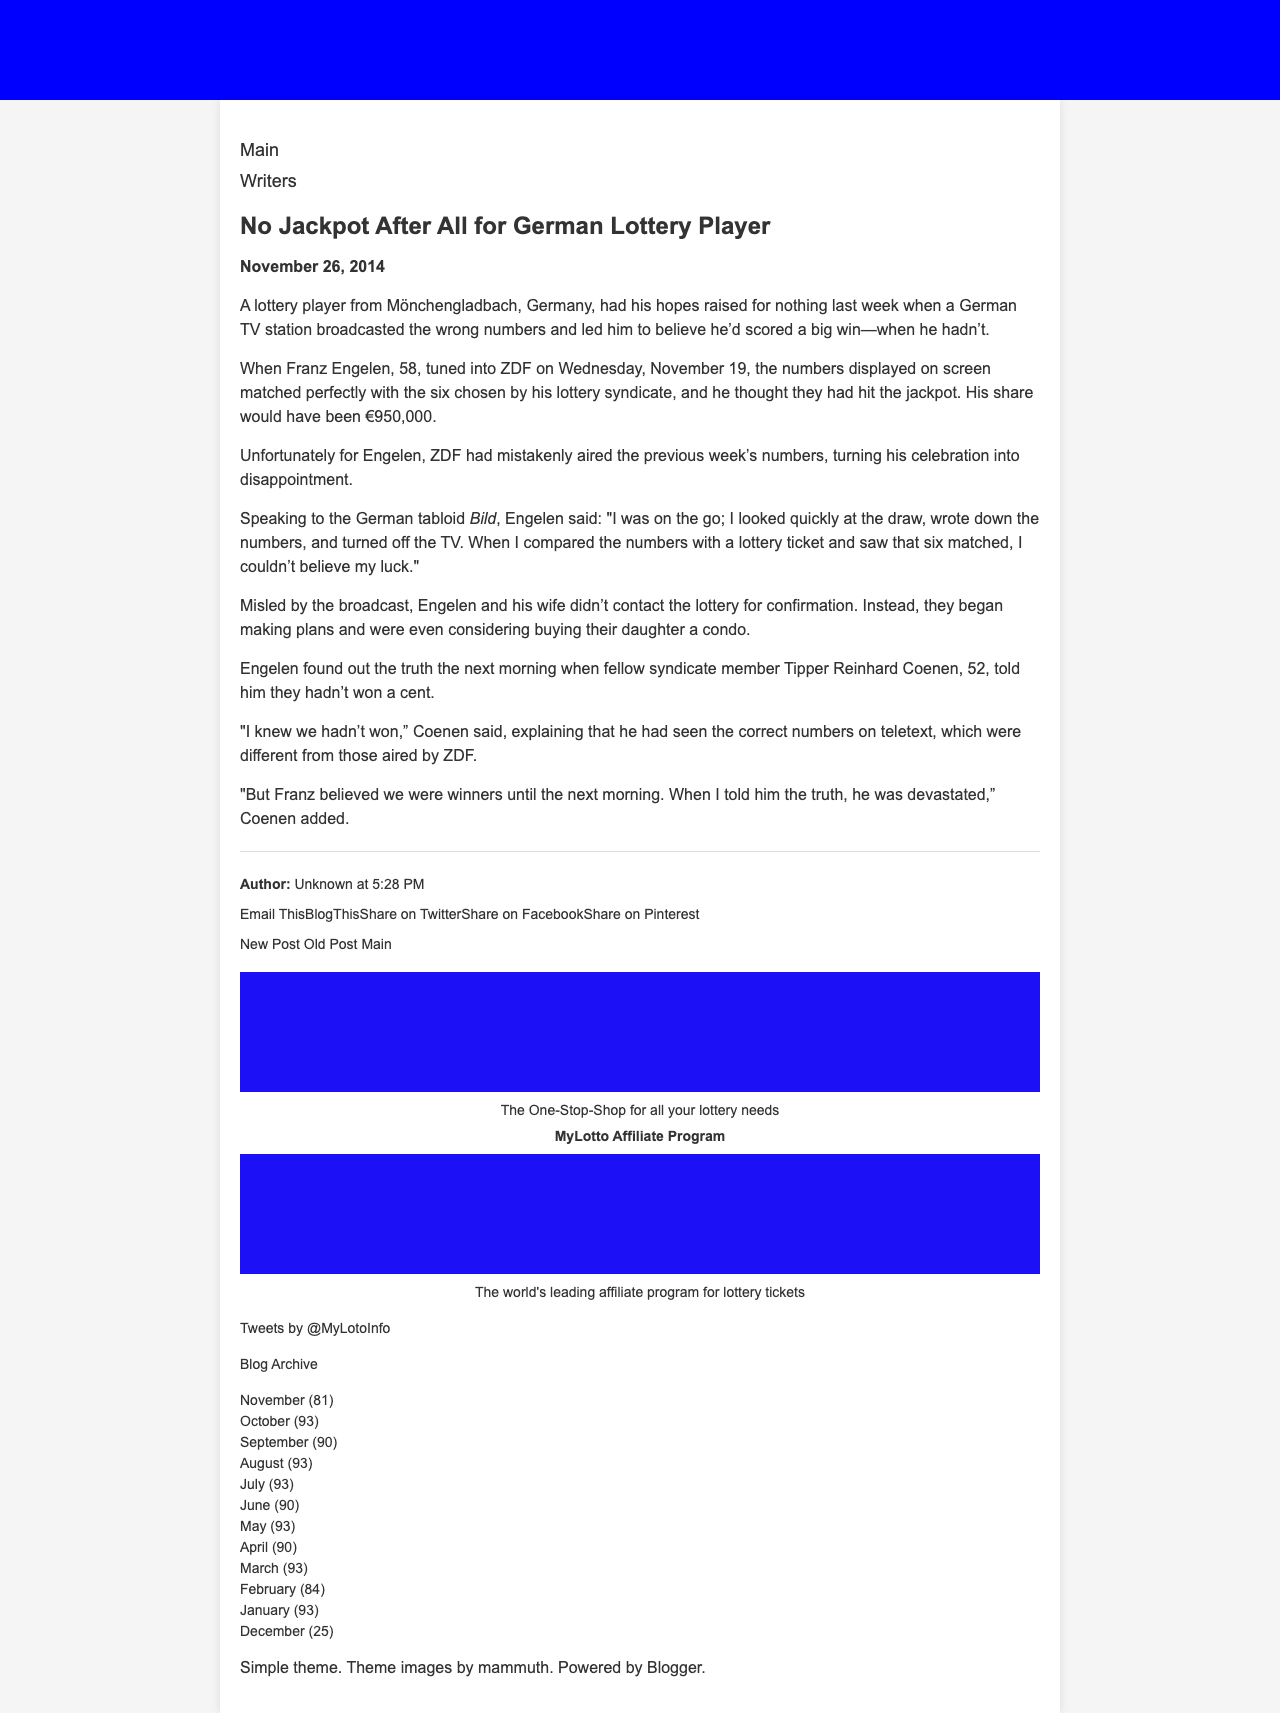 Main
Writers
No Jackpot After All for German Lottery Player
November 26, 2014
A lottery player from Mönchengladbach, Germany, had his hopes raised for nothing last week when a German
TV station broadcasted the wrong numbers and led him to believe he’d scored a big win—when he hadn’t.
When Franz Engelen, 58, tuned into ZDF on Wednesday, November 19, the numbers displayed on screen
matched perfectly with the six chosen by his lottery syndicate, and he thought they had hit the jackpot. His share
would have been €950,000.
Unfortunately for Engelen, ZDF had mistakenly aired the previous week’s numbers, turning his celebration into
disappointment.
Speaking to the German tabloid Bild, Engelen said: "I was on the go; I looked quickly at the draw, wrote down the
numbers, and turned off the TV. When I compared the numbers with a lottery ticket and saw that six matched, I
couldn’t believe my luck."
Misled by the broadcast, Engelen and his wife didn’t contact the lottery for confirmation. Instead, they began
making plans and were even considering buying their daughter a condo.
Engelen found out the truth the next morning when fellow syndicate member Tipper Reinhard Coenen, 52, told
him they hadn’t won a cent.
"I knew we hadn’t won,” Coenen said, explaining that he had seen the correct numbers on teletext, which were
different from those aired by ZDF.
"But Franz believed we were winners until the next morning. When I told him the truth, he was devastated,”
Coenen added.
Author: Unknown at 5:28 PM
Email ThisBlogThisShare on TwitterShare on FacebookShare on Pinterest
New Post Old Post Main
The One-Stop-Shop for all your lottery needs
MyLotto Affiliate Program
The world's leading affiliate program for lottery tickets
Tweets by @MyLotoInfo
Blog Archive
November (81)
October (93)
September (90)
August (93)
July (93)
June (90)
May (93)
April (90)
March (93)
February (84)
January (93)
December (25)
Simple theme. Theme images by mammuth. Powered by Blogger.